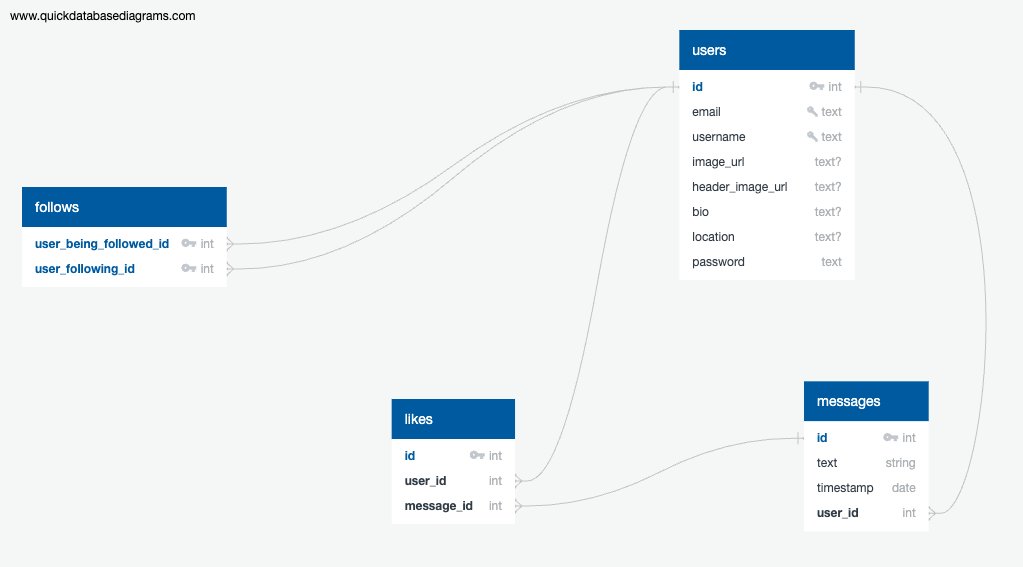 www.quickdatabasediagrams.com
users
id int
email text
username text
image_url text?
header_image_url text?
bio text?
location text?
password text
follows
user_being_followed_id int
user_following_id int
likes
id int
user_id int
message_id int
messages
id int
text string
timestamp date
user_id int